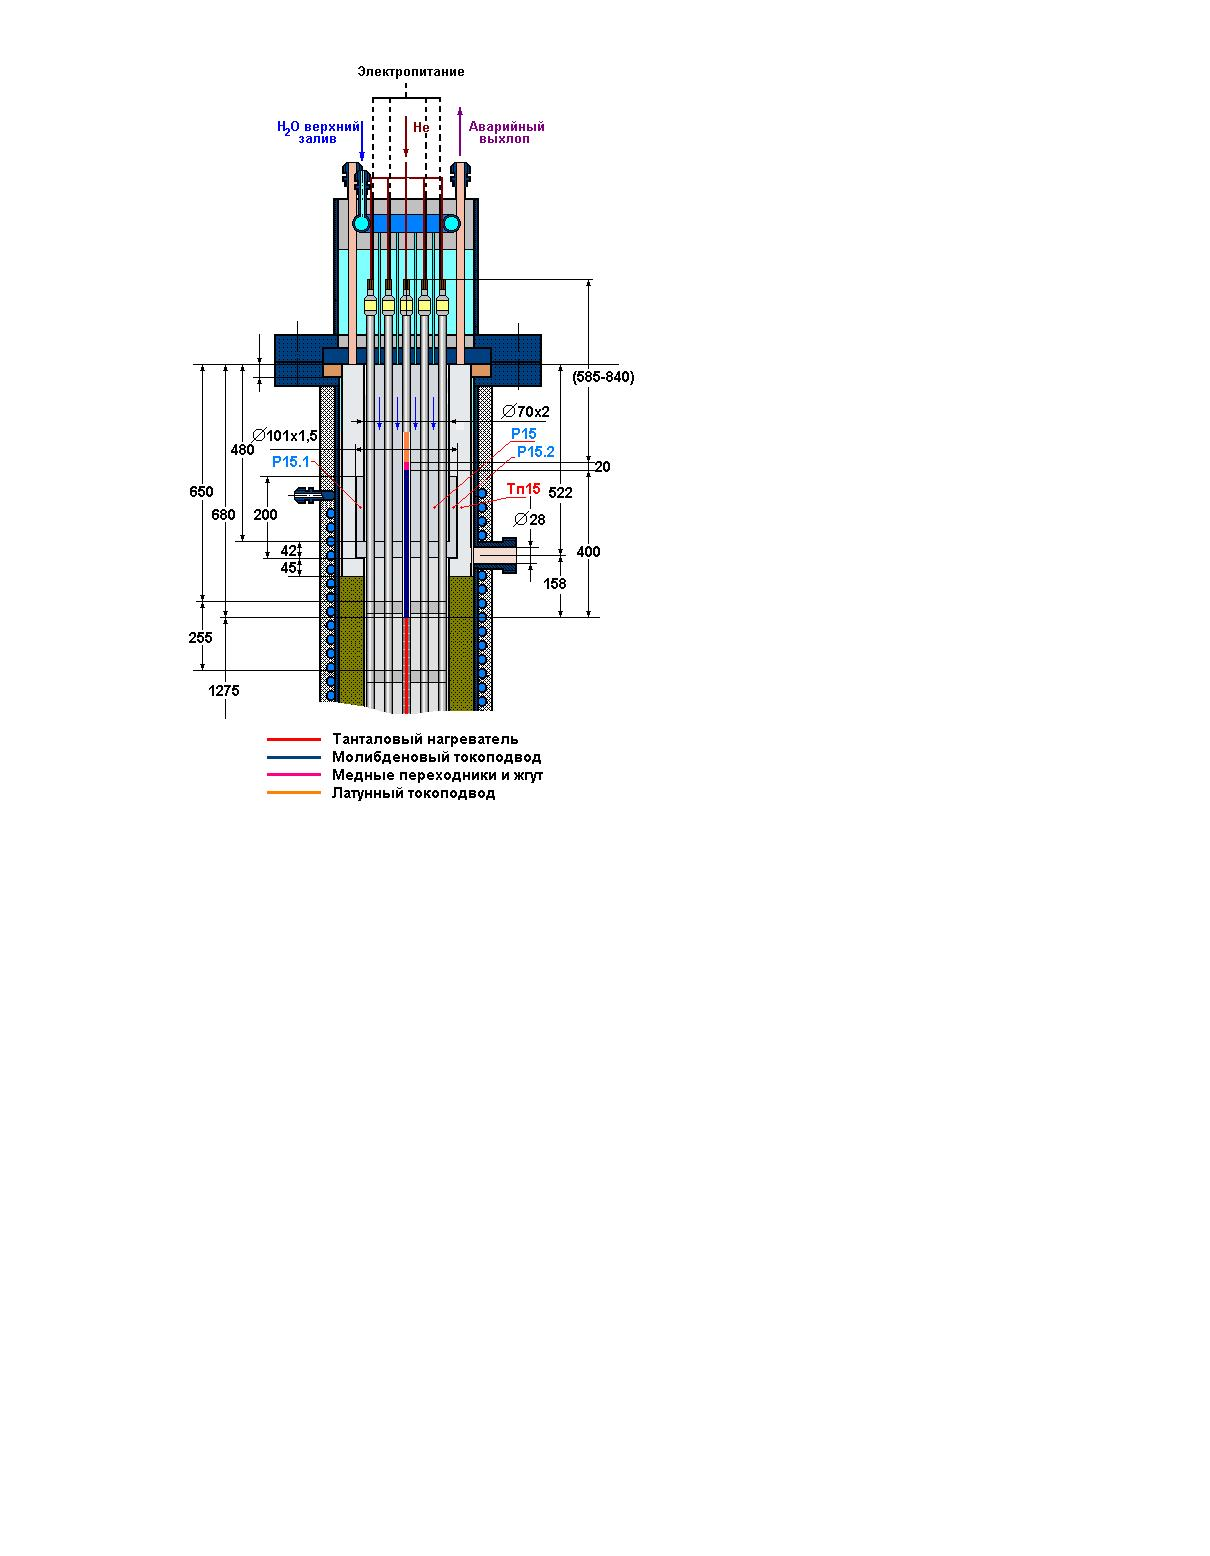 Электропитание
H2O верхний
залив
He
Аварийный
выхлоп
(585-840)
∅70x2
∅101x1,5
480
P15
P15.2
P15.1
20
650
680
200
Тп15
522
∅28
42
45
400
158
255
1275
Танталовый нагреватель
Молибденовый токоподвод
Медные переходники и жгут
Латунный токоподвод